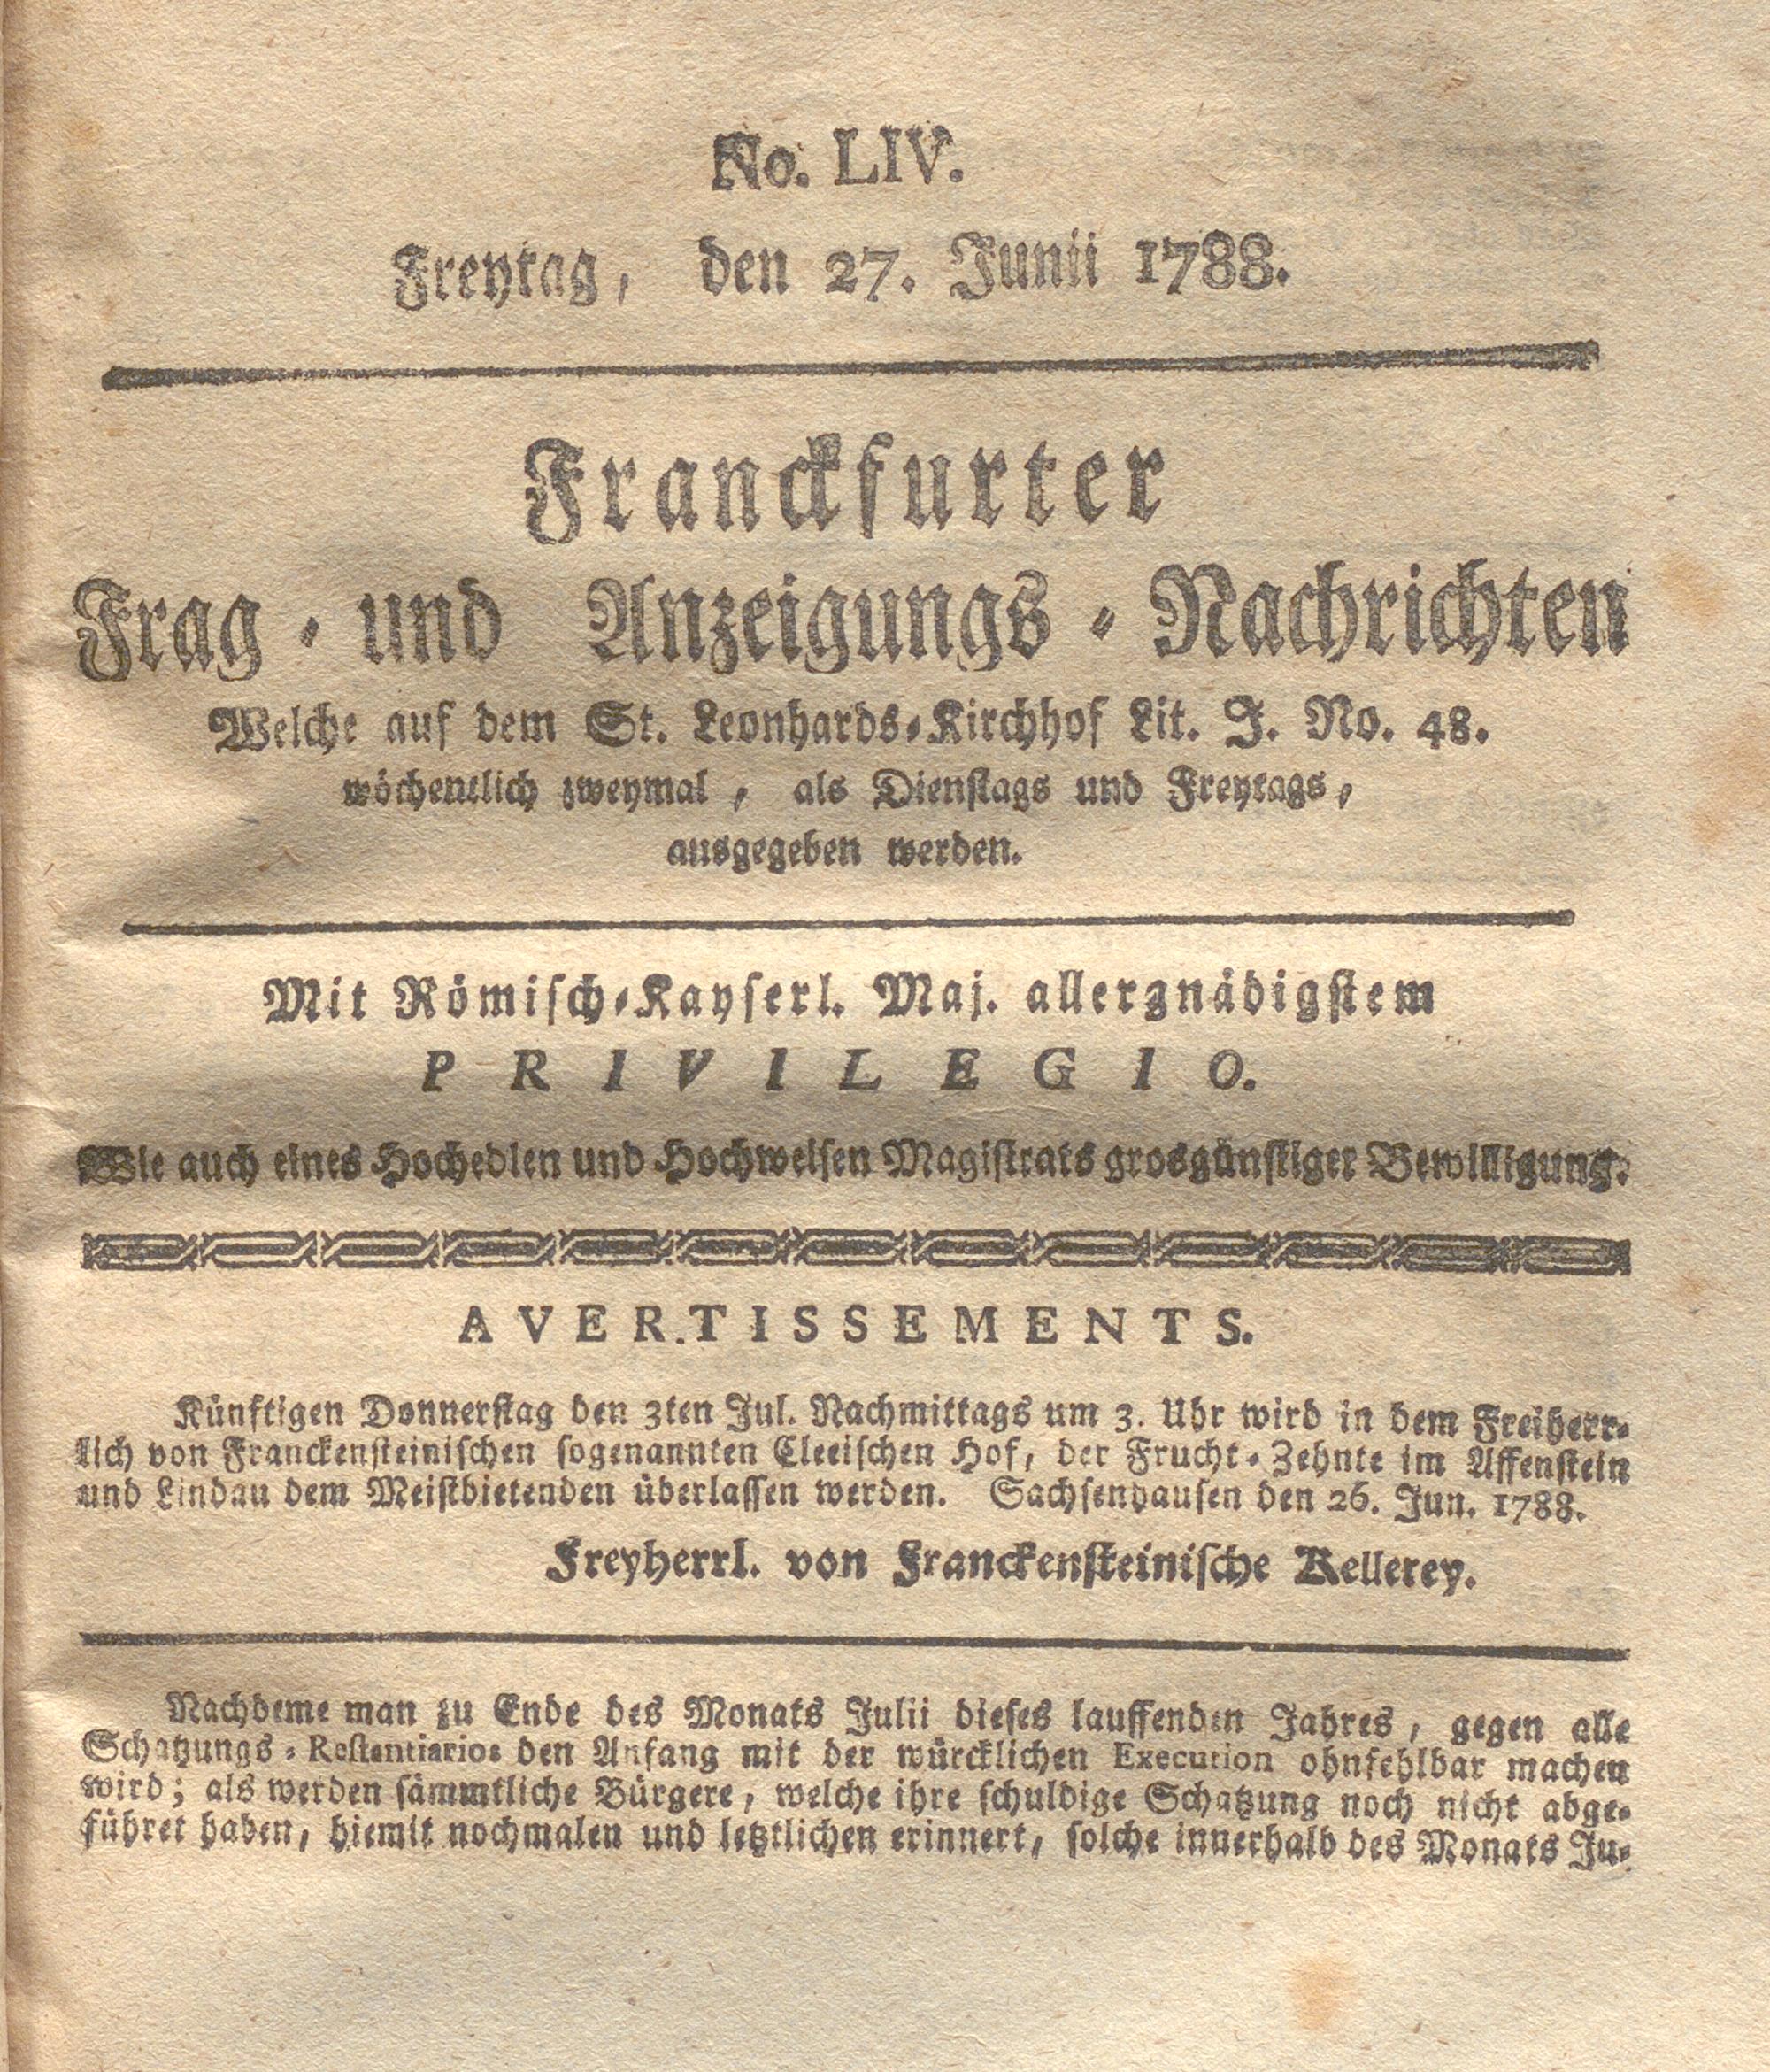 No. LIV.
Freytag, den 27. Junii 1788.
Franckfurter
Frag- und Anzeigungs-Nachrichten
Welche auf dem St. Leonhards-Kirchhof Lit. J. No. 48.
wöchentlich zweymal, als Dienstags und Freytags,
ausgegeben werden.
Mit Römisch-Kayserl. Maj. allergnädigstem
PRIVILEGIO.
Wie auch eines Hochedlen und Hochweisen Magistrats grosgünstiger Bewilligung.
AVERTISSEMENTS.
Künftigen Donnerstag den 3ten Jul. Nachmittags um 3. Uhr wird in dem Freiherr-
lich von Franckensteinischen sogenannten Cleeischen Hof, der Frucht-Zehnte im Affenstein
und Lindau dem Meistbietenden überlassen werden. Sachsenhausen den 26. Jun. 1788.
Freyherrl. von Franckensteinische Kellerey.
Nachdeme man zu Ende des Monats Julii dieses lauffenden Jahres, gegen alle
Schatzungs-Restantiarios den Anfang mit der würcklichen Execution ohnfehlbar machen
wird; als werden sämmtliche Bürgere, welche ihre schuldige Schatzung noch nicht abge-
führet haben, hiemit nochmalen und letztlichen erinnert, solche innerhalb des Monats Ju-